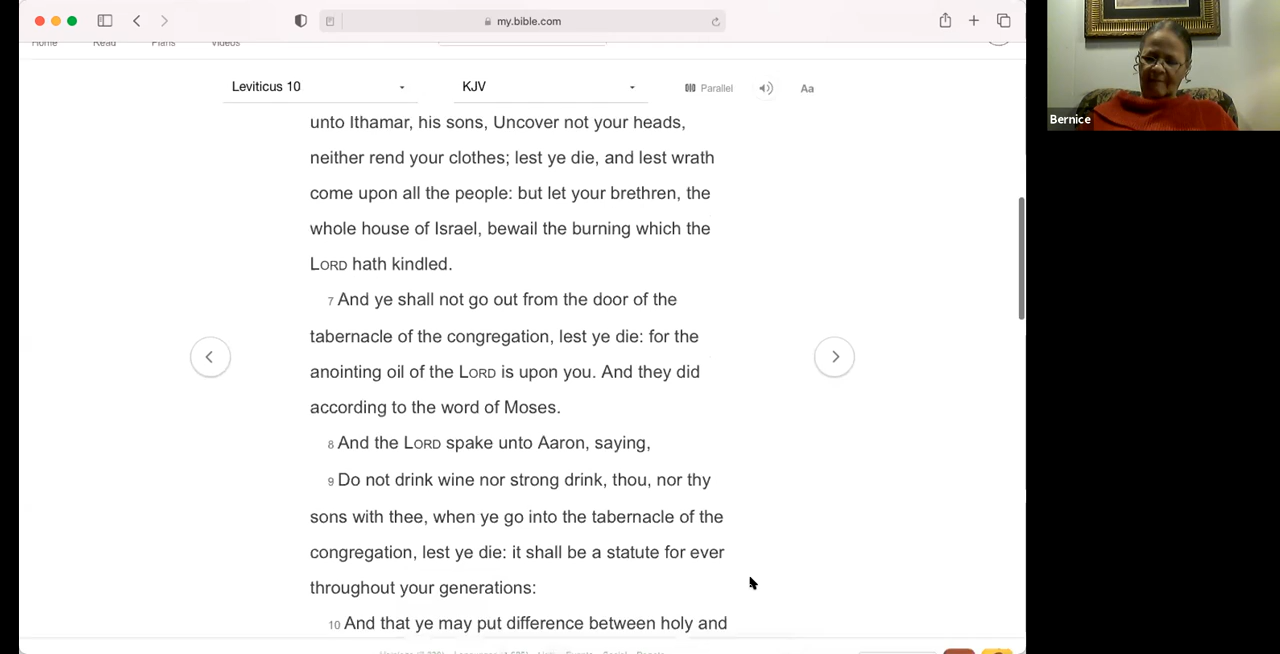 my.bible.com
Home Read Plans Videos
Leviticus 10 KJV Parallel Aa
unto Ithamar, his sons, Uncover not your heads,
neither rend your clothes; lest ye die, and lest wrath
come upon all the people: but let your brethren, the
whole house of Israel, bewail the burning which the
LORD hath kindled.
7 And ye shall not go out from the door of the
tabernacle of the congregation, lest ye die: for the
anointing oil of the LORD is upon you. And they did
according to the word of Moses.
8 And the LORD spake unto Aaron, saying,
9 Do not drink wine nor strong drink, thou, nor thy
sons with thee, when ye go into the tabernacle of the
congregation, lest ye die: it shall be a statute for ever
throughout your generations:
10 And that ye may put difference between holy and
Bernice